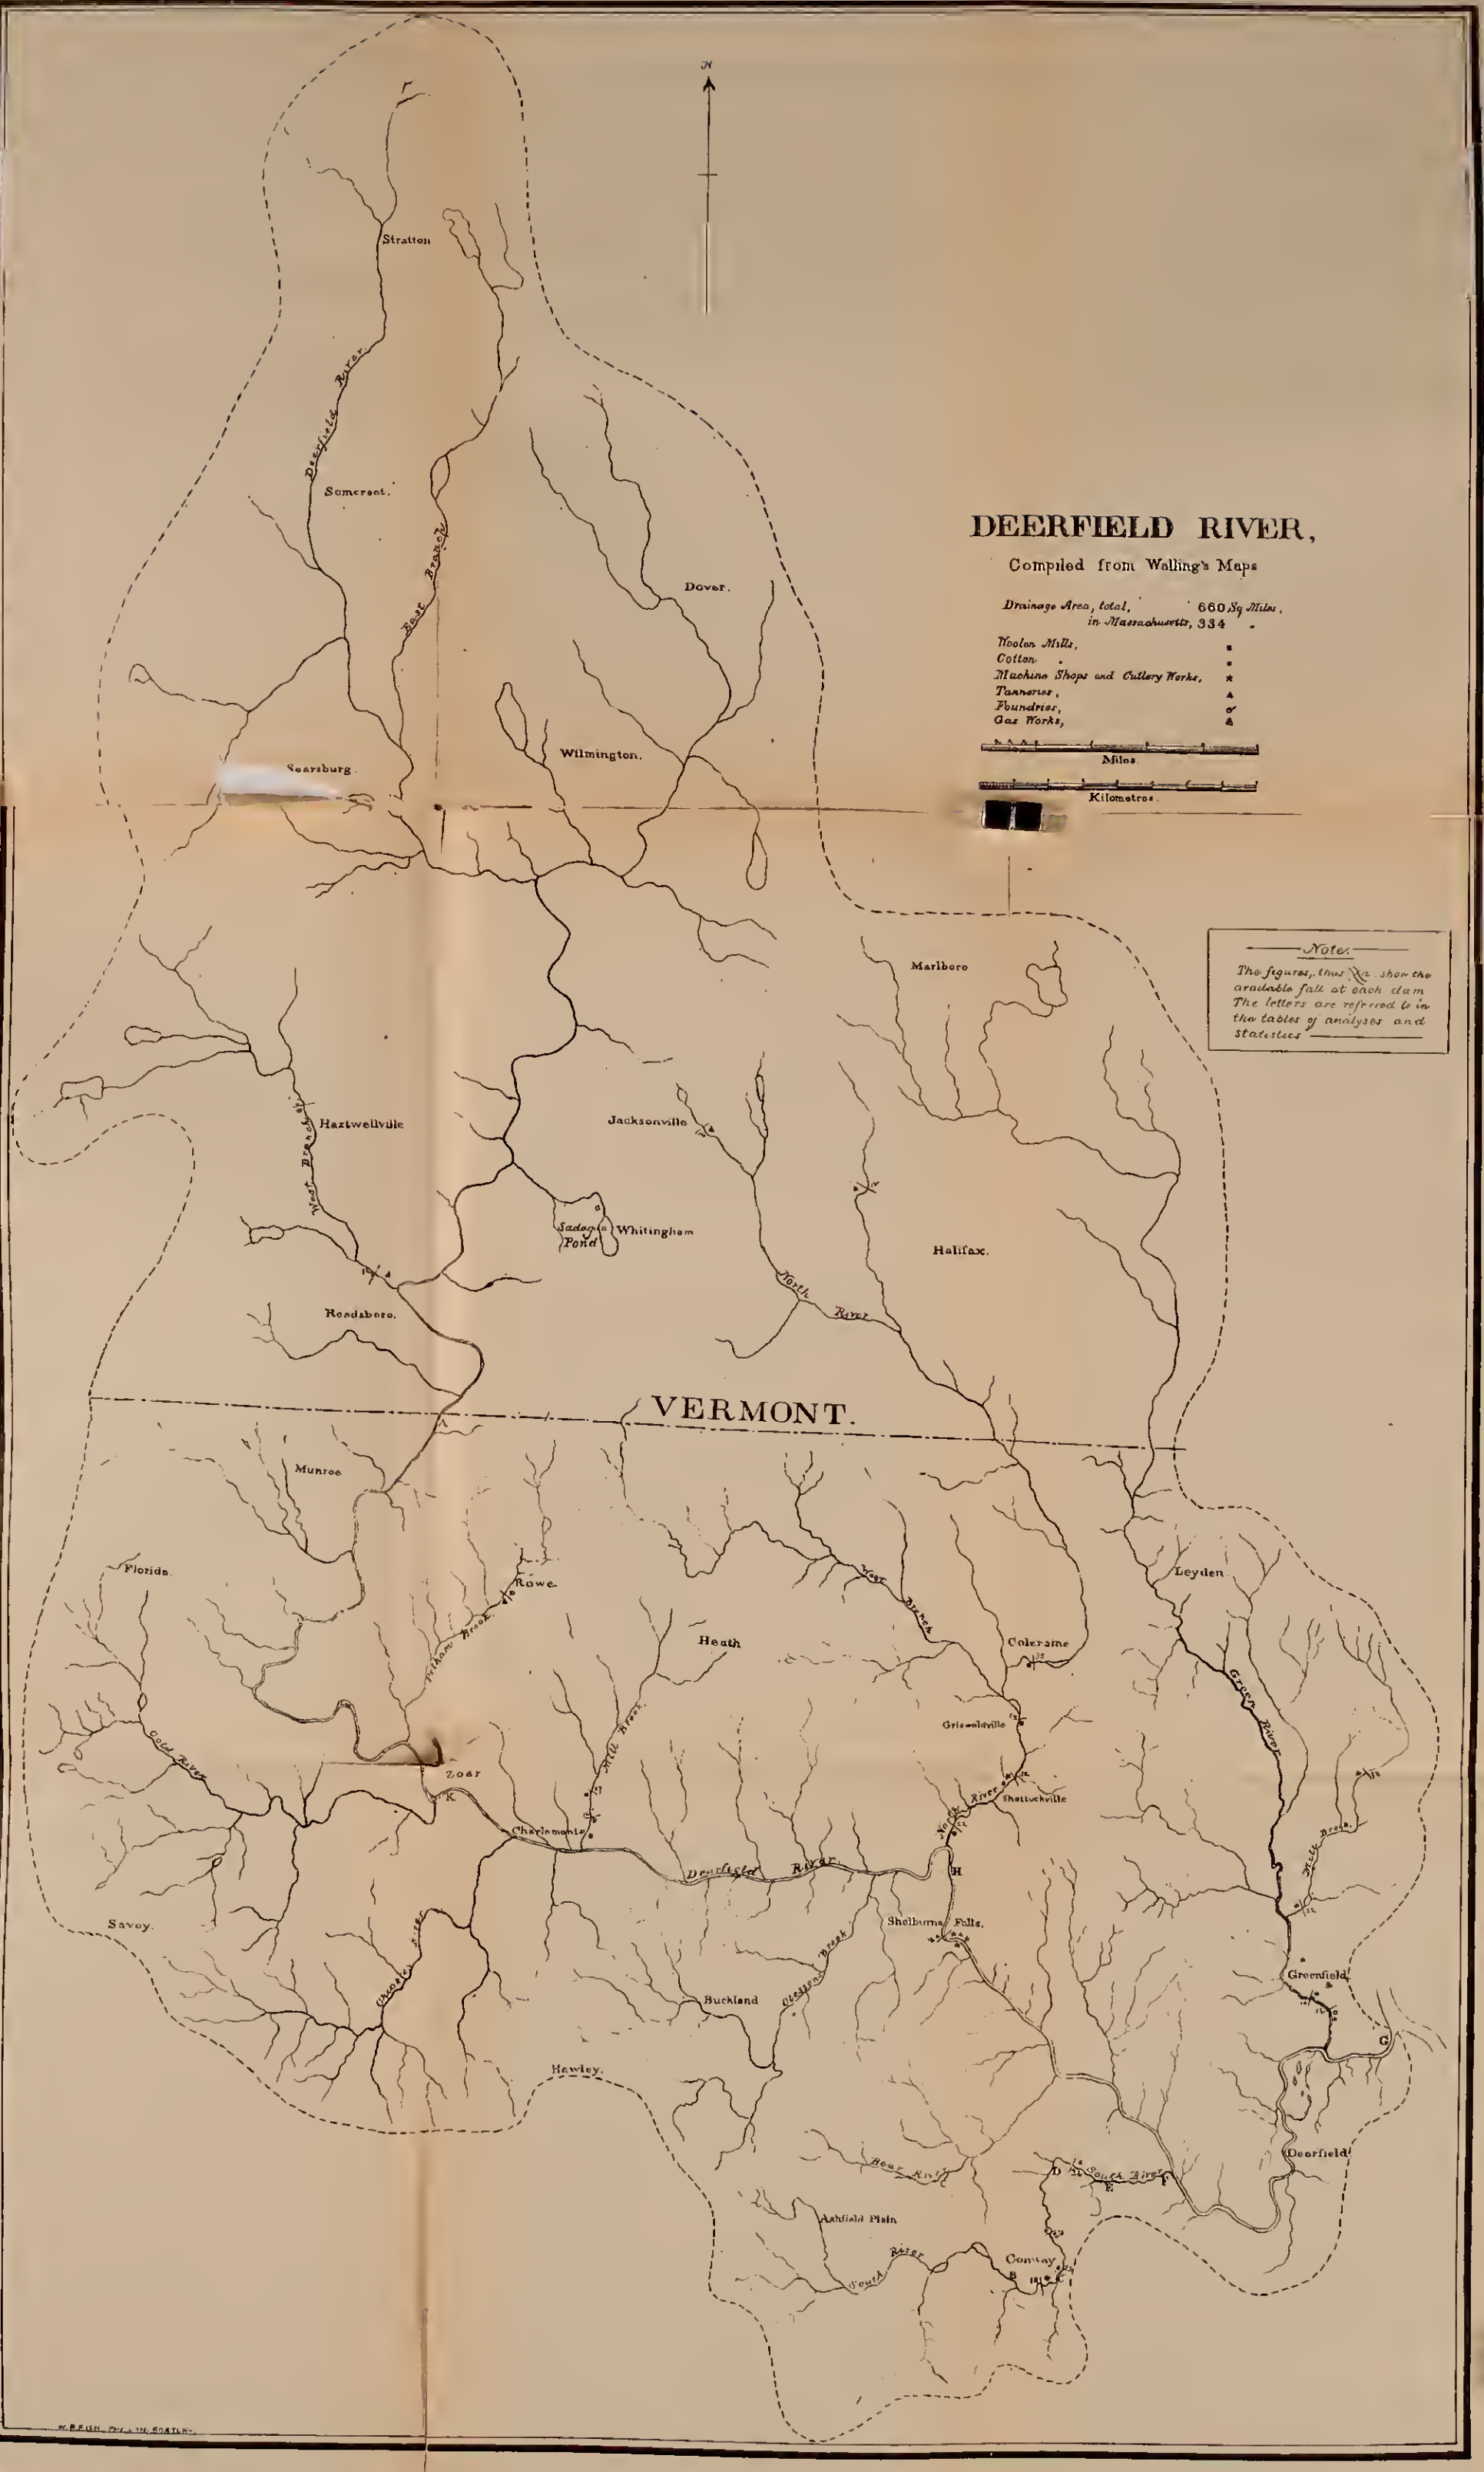 N
Stratton
Deerfield River
Somerset.
East Branch
DEERFIELD RIVER,
Compiled from Walling's Maps
Dover.
Drainage Area, total, 660 Sq Miles,
in Massachusetts, 334 "
Woolen Mills,
Cotton "
Machine Shops and Cutlery Works,
Tanneries,
Foundries,
Gas Works,
Wilmington.
Searsburg.
Miles.
Kilometres.
Note.
The figures, thus, show the
available fall at each dam
The letters are referred to in
the tables of analyses and
statistics
Marlboro
Hartwellville
West Branch
Jacksonville
Sadoga
Pond
Whitingham
Halifax.
North River
Readsboro.
VERMONT.
A
Munroe
Florida.
Rowe.
Pelham Brook
Leyden
West Branch
Heath
Coleraine
Mill Brook
Green River
Griswoldville
Cold River
Zoar
K
North River
Shattuckville
Charlemonte
Mill Brook
Deerfield River
H
Savoy.
Shelburne Falls.
Chickley River
Clesson's Brook
Buckland
Greenfield
G
Hawley.
Deerfield
Bear River
D
South River
E
F
Ashfield Plain
South River
Conway
B
C